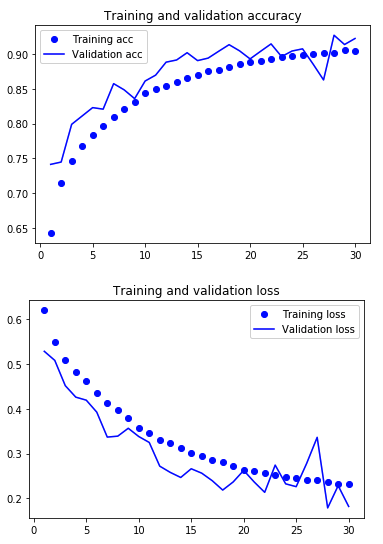 Training and validation accuracy
Training acc
Validation acc
0.90
0.85
0.80
0.75
0.70
0.65
0 5 10 15 20 25 30
Training and validation loss
Training loss
Validation loss
0.6
0.5
0.4
0.3
0.2
0 5 10 15 20 25 30